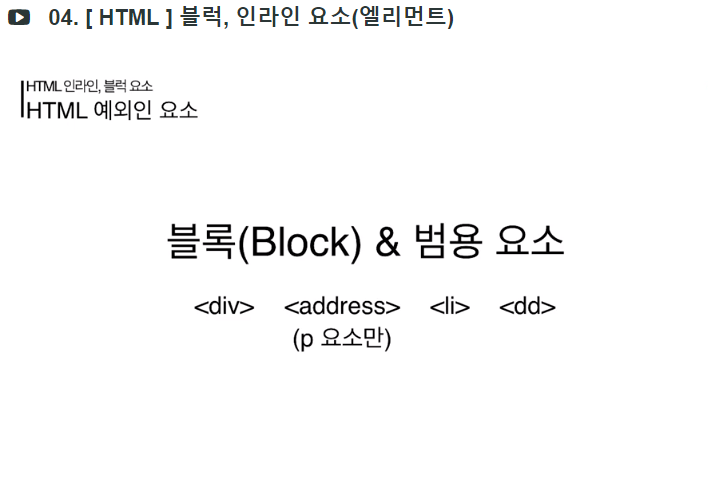 04. [ HTML ] 블럭, 인라인 요소(엘리먼트)
HTML 인라인, 블럭 요소
HTML 예외인 요소
블록(Block) & 범용 요소
<div> <address> <li> <dd>
(p 요소만)